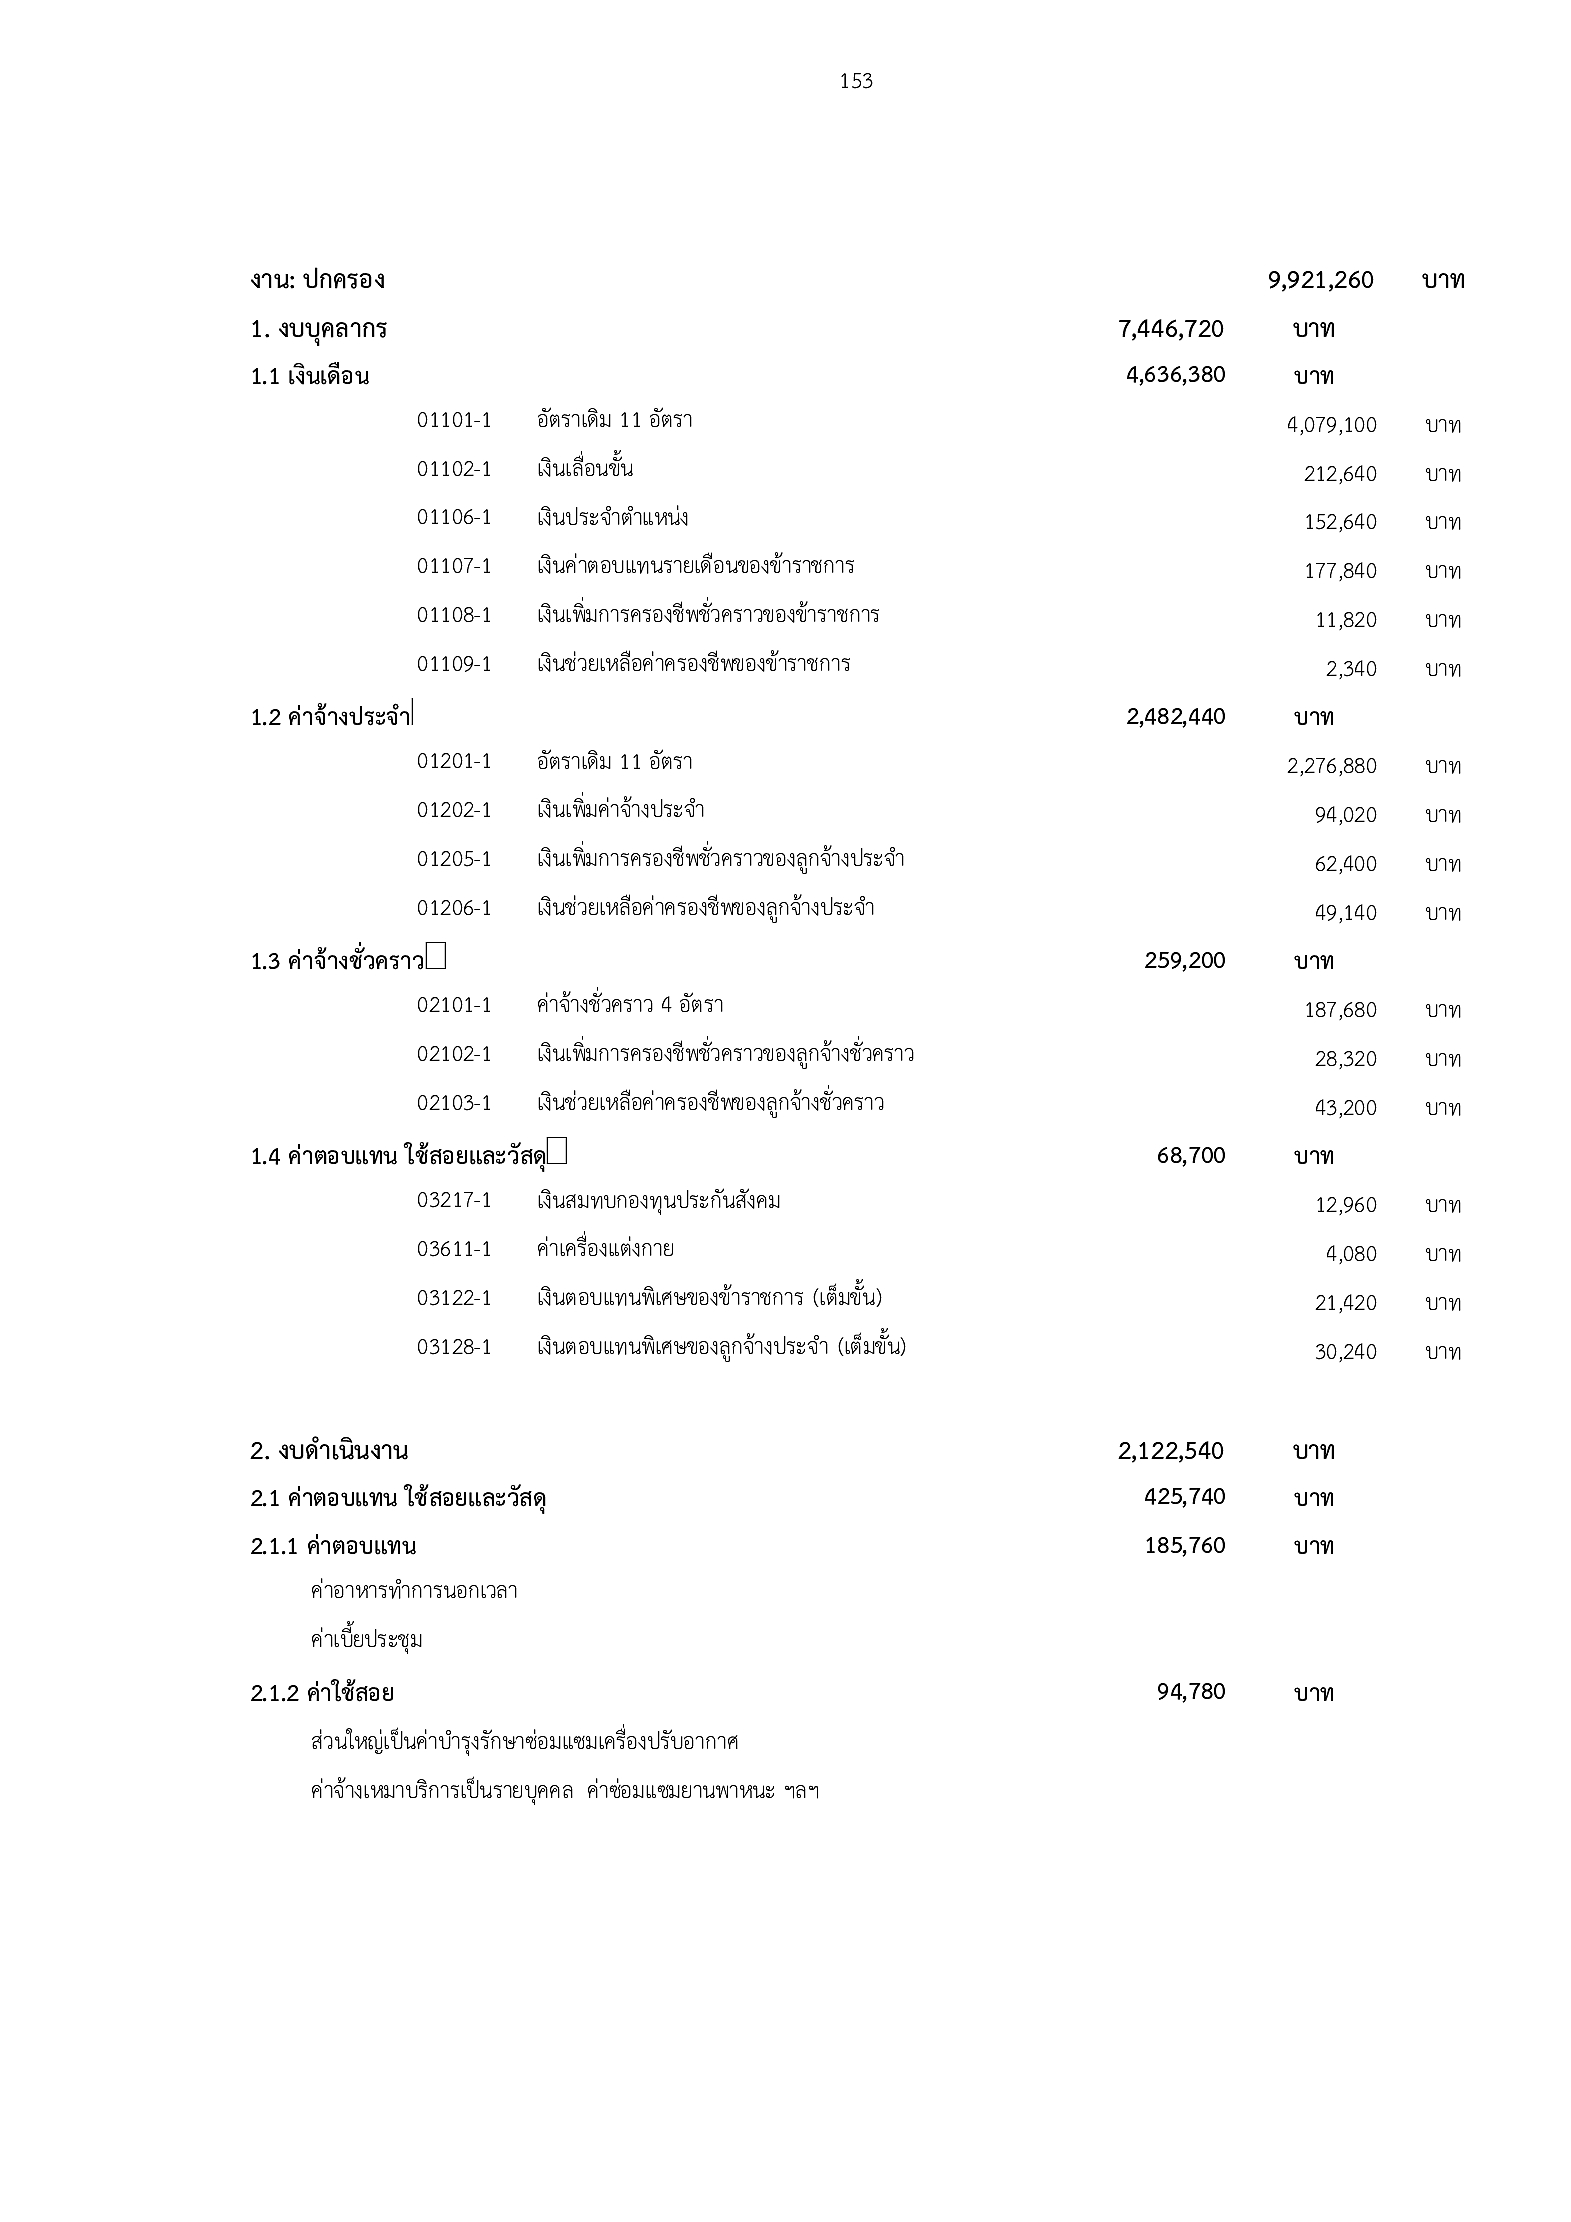 153
งาน: ปกครอง 9,921,260 บาท
1. งบบุคลากร 7,446,720 บาท
1.1 เงินเดือน 4,636,380 บาท
01101-1 อัตราเดิม 11 อัตรา 4,079,100 บาท
01102-1 เงินเลื่อนขั้น 212,640 บาท
01106-1 เงินประจำตำแหน่ง 152,640 บาท
01107-1 เงินค่าตอบแทนรายเดือนของข้าราชการ 177,840 บาท
01108-1 เงินเพิ่มการครองชีพชั่วคราวของข้าราชการ 11,820 บาท
01109-1 เงินช่วยเหลือค่าครองชีพของข้าราชการ 2,340 บาท
1.2 ค่าจ้างประจำ 2,482,440 บาท
01201-1 อัตราเดิม 11 อัตรา 2,276,880 บาท
01202-1 เงินเพิ่มค่าจ้างประจำ 94,020 บาท
01205-1 เงินเพิ่มการครองชีพชั่วคราวของลูกจ้างประจำ 62,400 บาท
01206-1 เงินช่วยเหลือค่าครองชีพของลูกจ้างประจำ 49,140 บาท
1.3 ค่าจ้างชั่วคราว 259,200 บาท
02101-1 ค่าจ้างชั่วคราว 4 อัตรา 187,680 บาท
02102-1 เงินเพิ่มการครองชีพชั่วคราวของลูกจ้างชั่วคราว 28,320 บาท
02103-1 เงินช่วยเหลือค่าครองชีพของลูกจ้างชั่วคราว 43,200 บาท
1.4 ค่าตอบแทน ใช้สอยและวัสดุ 68,700 บาท
03217-1 เงินสมทบกองทุนประกันสังคม 12,960 บาท
03611-1 ค่าเครื่องแต่งกาย 4,080 บาท
03122-1 เงินตอบแทนพิเศษของข้าราชการ (เต็มขั้น) 21,420 บาท
03128-1 เงินตอบแทนพิเศษของลูกจ้างประจำ (เต็มขั้น) 30,240 บาท
2. งบดำเนินงาน 2,122,540 บาท
2.1 ค่าตอบแทน ใช้สอยและวัสดุ 425,740 บาท
2.1.1 ค่าตอบแทน 185,760 บาท
ค่าอาหารทำการนอกเวลา
ค่าเบี้ยประชุม
2.1.2 ค่าใช้สอย 94,780 บาท
ส่วนใหญ่เป็นค่าบำรุงรักษาซ่อมแซมเครื่องปรับอากาศ
ค่าจ้างเหมาบริการเป็นรายบุคคล ค่าซ่อมแซมยานพาหนะ ฯลฯ